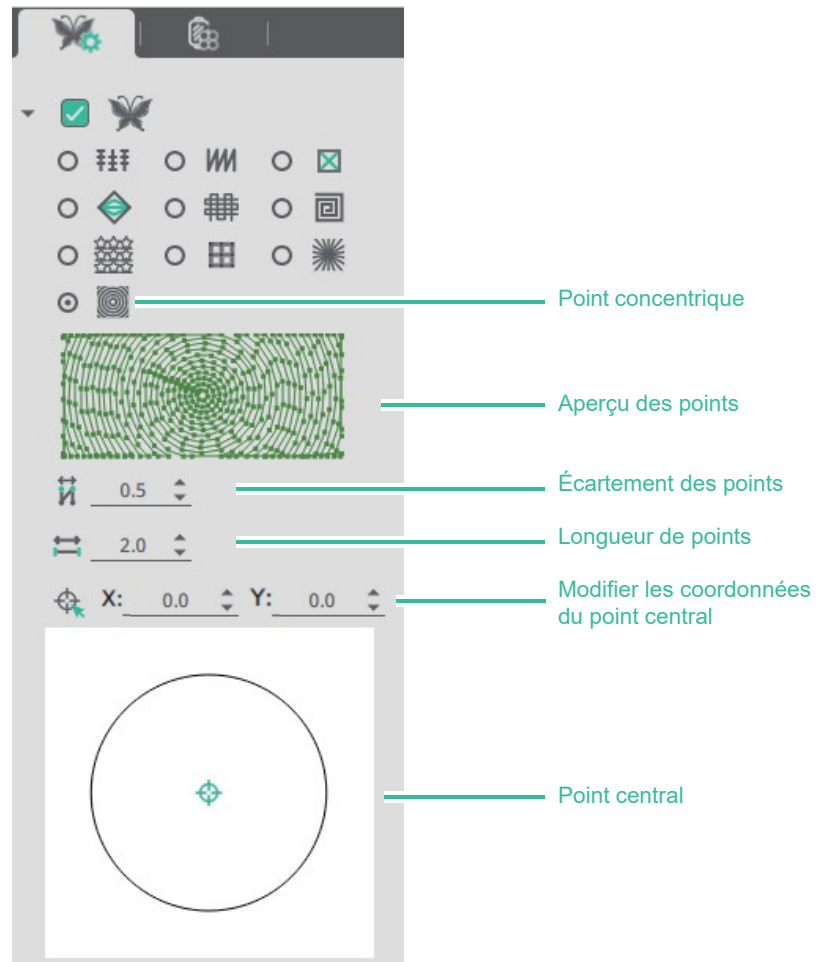 Point concentrique
Aperçu des points
0.5
Écartement des points
2.0
Longueur de points
X: 0.0 Y: 0.0
Modifier les coordonnées
du point central
Point central